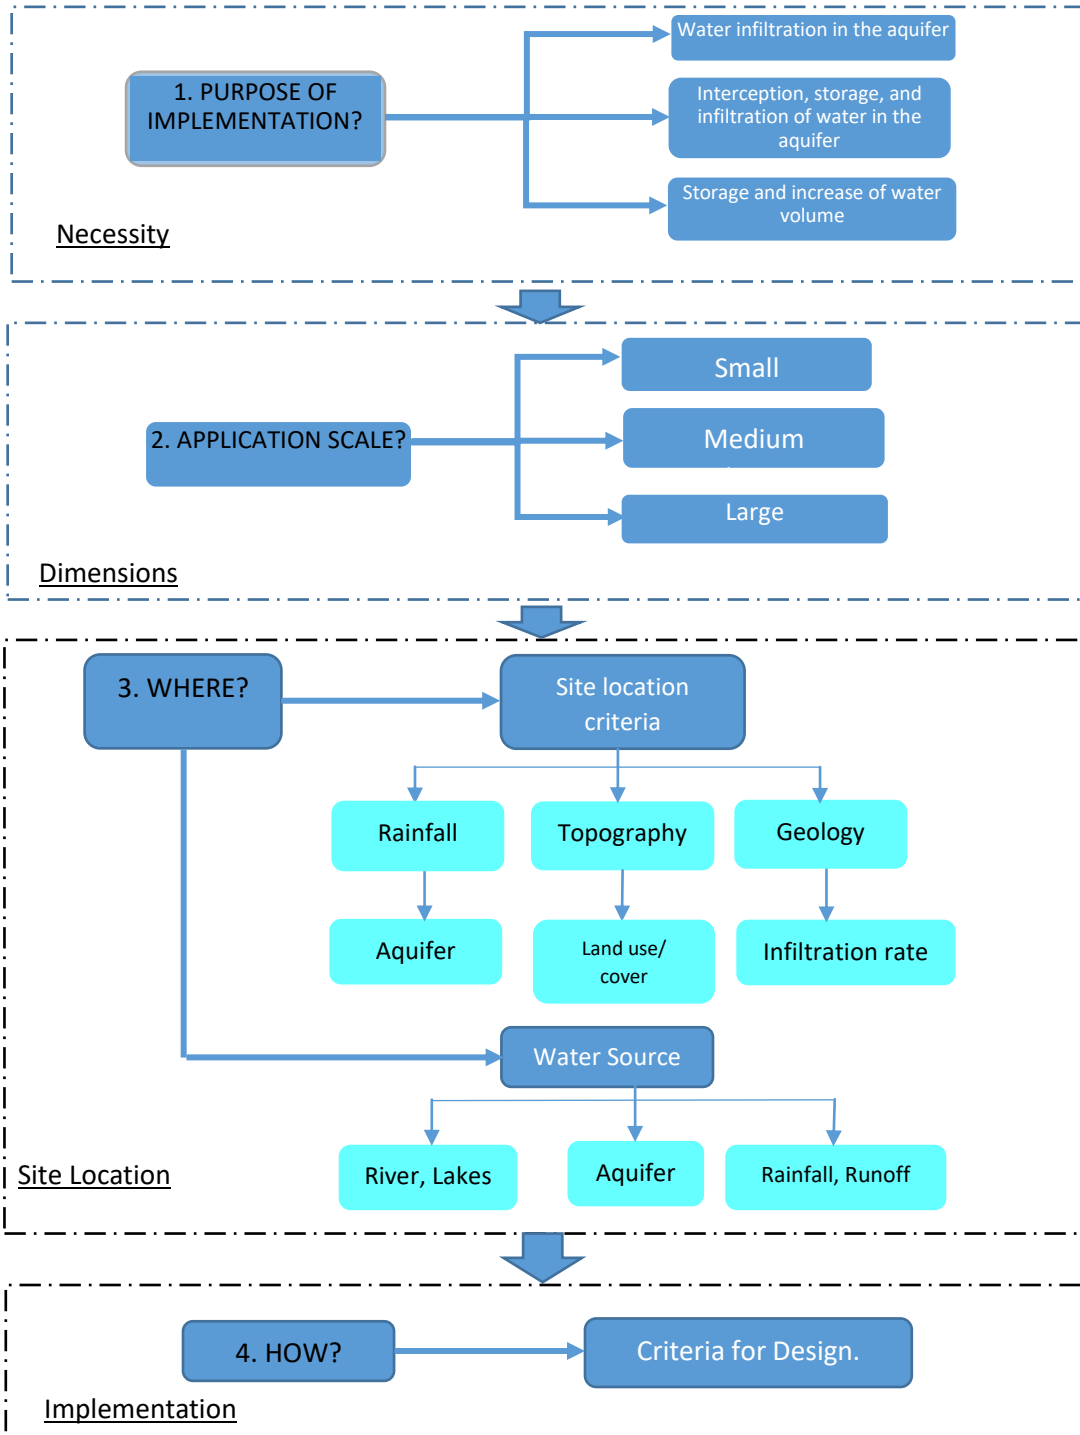 1. PURPOSE OF
IMPLEMENTATION?
Water infiltration in the aquifer
Interception, storage, and
infiltration of water in the
aquifer
Storage and increase of water
volume
Necessity
2. APPLICATION SCALE?
Small
Medium
Large
Dimensions
3. WHERE?
Site location
criteria
Rainfall
Topography
Geology
Aquifer
Land use/
cover
Infiltration rate
Water Source
River, Lakes
Aquifer
Rainfall, Runoff
Site Location
4. HOW?
Criteria for Design.
Implementation